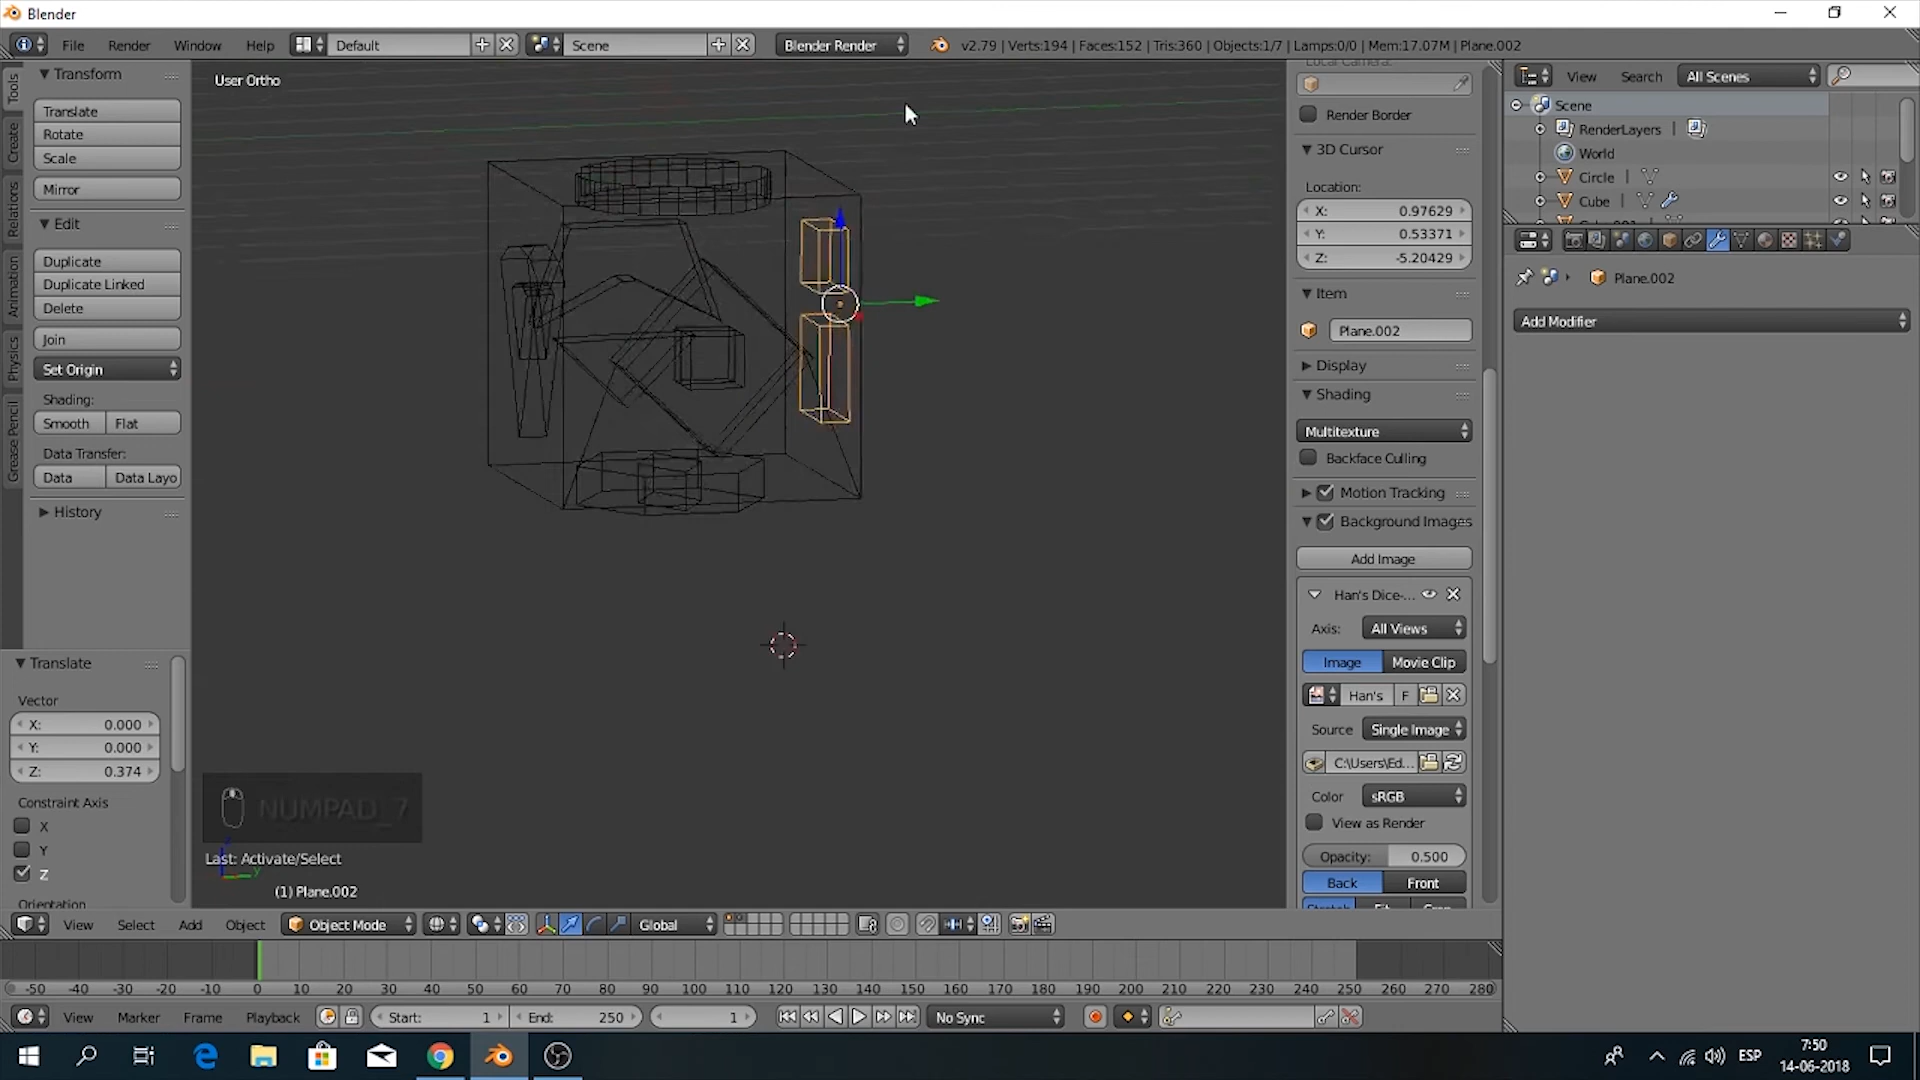 Blender
File Render Window Help Default Scene Blender Render v2.79 | Verts:194 | Faces:152 | Tris:360 | Objects:1/7 | Lamps:0/0 | Mem:17.07M | Plane.002
Tools
Create
Relations
Animation
Physics
Grease Pencil
Transform
Translate
Rotate
Scale
Mirror
Edit
Duplicate
Duplicate Linked
Delete
Join
Set Origin
Shading:
Smooth Flat
Data Transfer:
Data Data Layo
History
Translate
Vector
X: 0.000
Y: 0.000
Z: 0.374
Constraint Axis
X
Y
Z
Orientation
User Ortho
NUMPAD_7
Last: Activate/Select
(1) Plane.002
Local Camera:
Render Border
3D Cursor
Location:
X: 0.97629
Y: 0.53371
Z: -5.20429
Item
Plane.002
Display
Shading
Multitexture
Backface Culling
Motion Tracking
Background Images
Add Image
Han's Dice-...
Axis: All Views
Image Movie Clip
Han's F
Source Single Image
C:\Users\Ed...
Color sRGB
View as Render
Opacity: 0.500
Back Front
View Search All Scenes
Scene
RenderLayers |
World
Circle |
Cube |
Plane.002
Add Modifier
View Select Add Object Object Mode Global
-50 -40 -30 -20 -10 0 10 20 30 40 50 60 70 80 90 100 110 120 130 140 150 160 170 180 190 200 210 220 230 240 250 260 270 280
View Marker Frame Playback Start: 1 End: 250 1 No Sync
ESP
7:50
14-06-2018